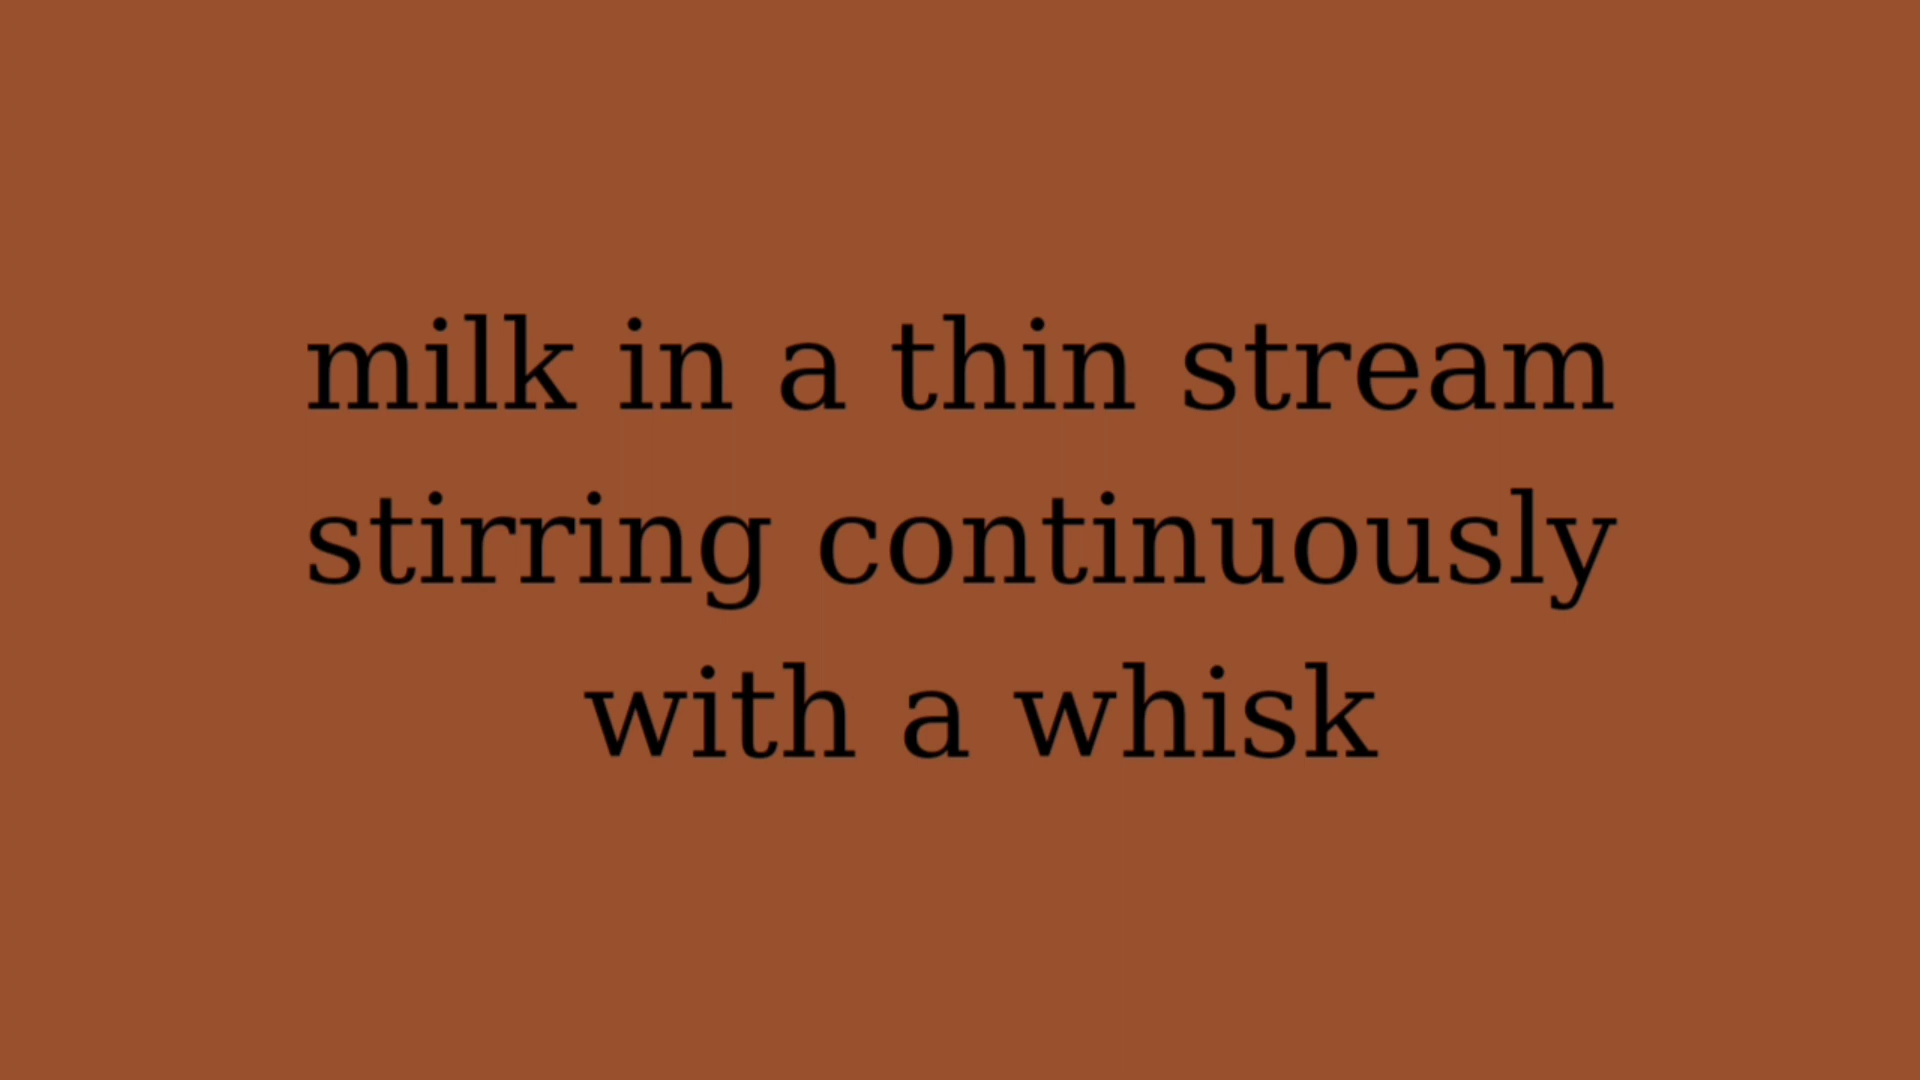 milk in a thin stream
stirring continuously
with a whisk